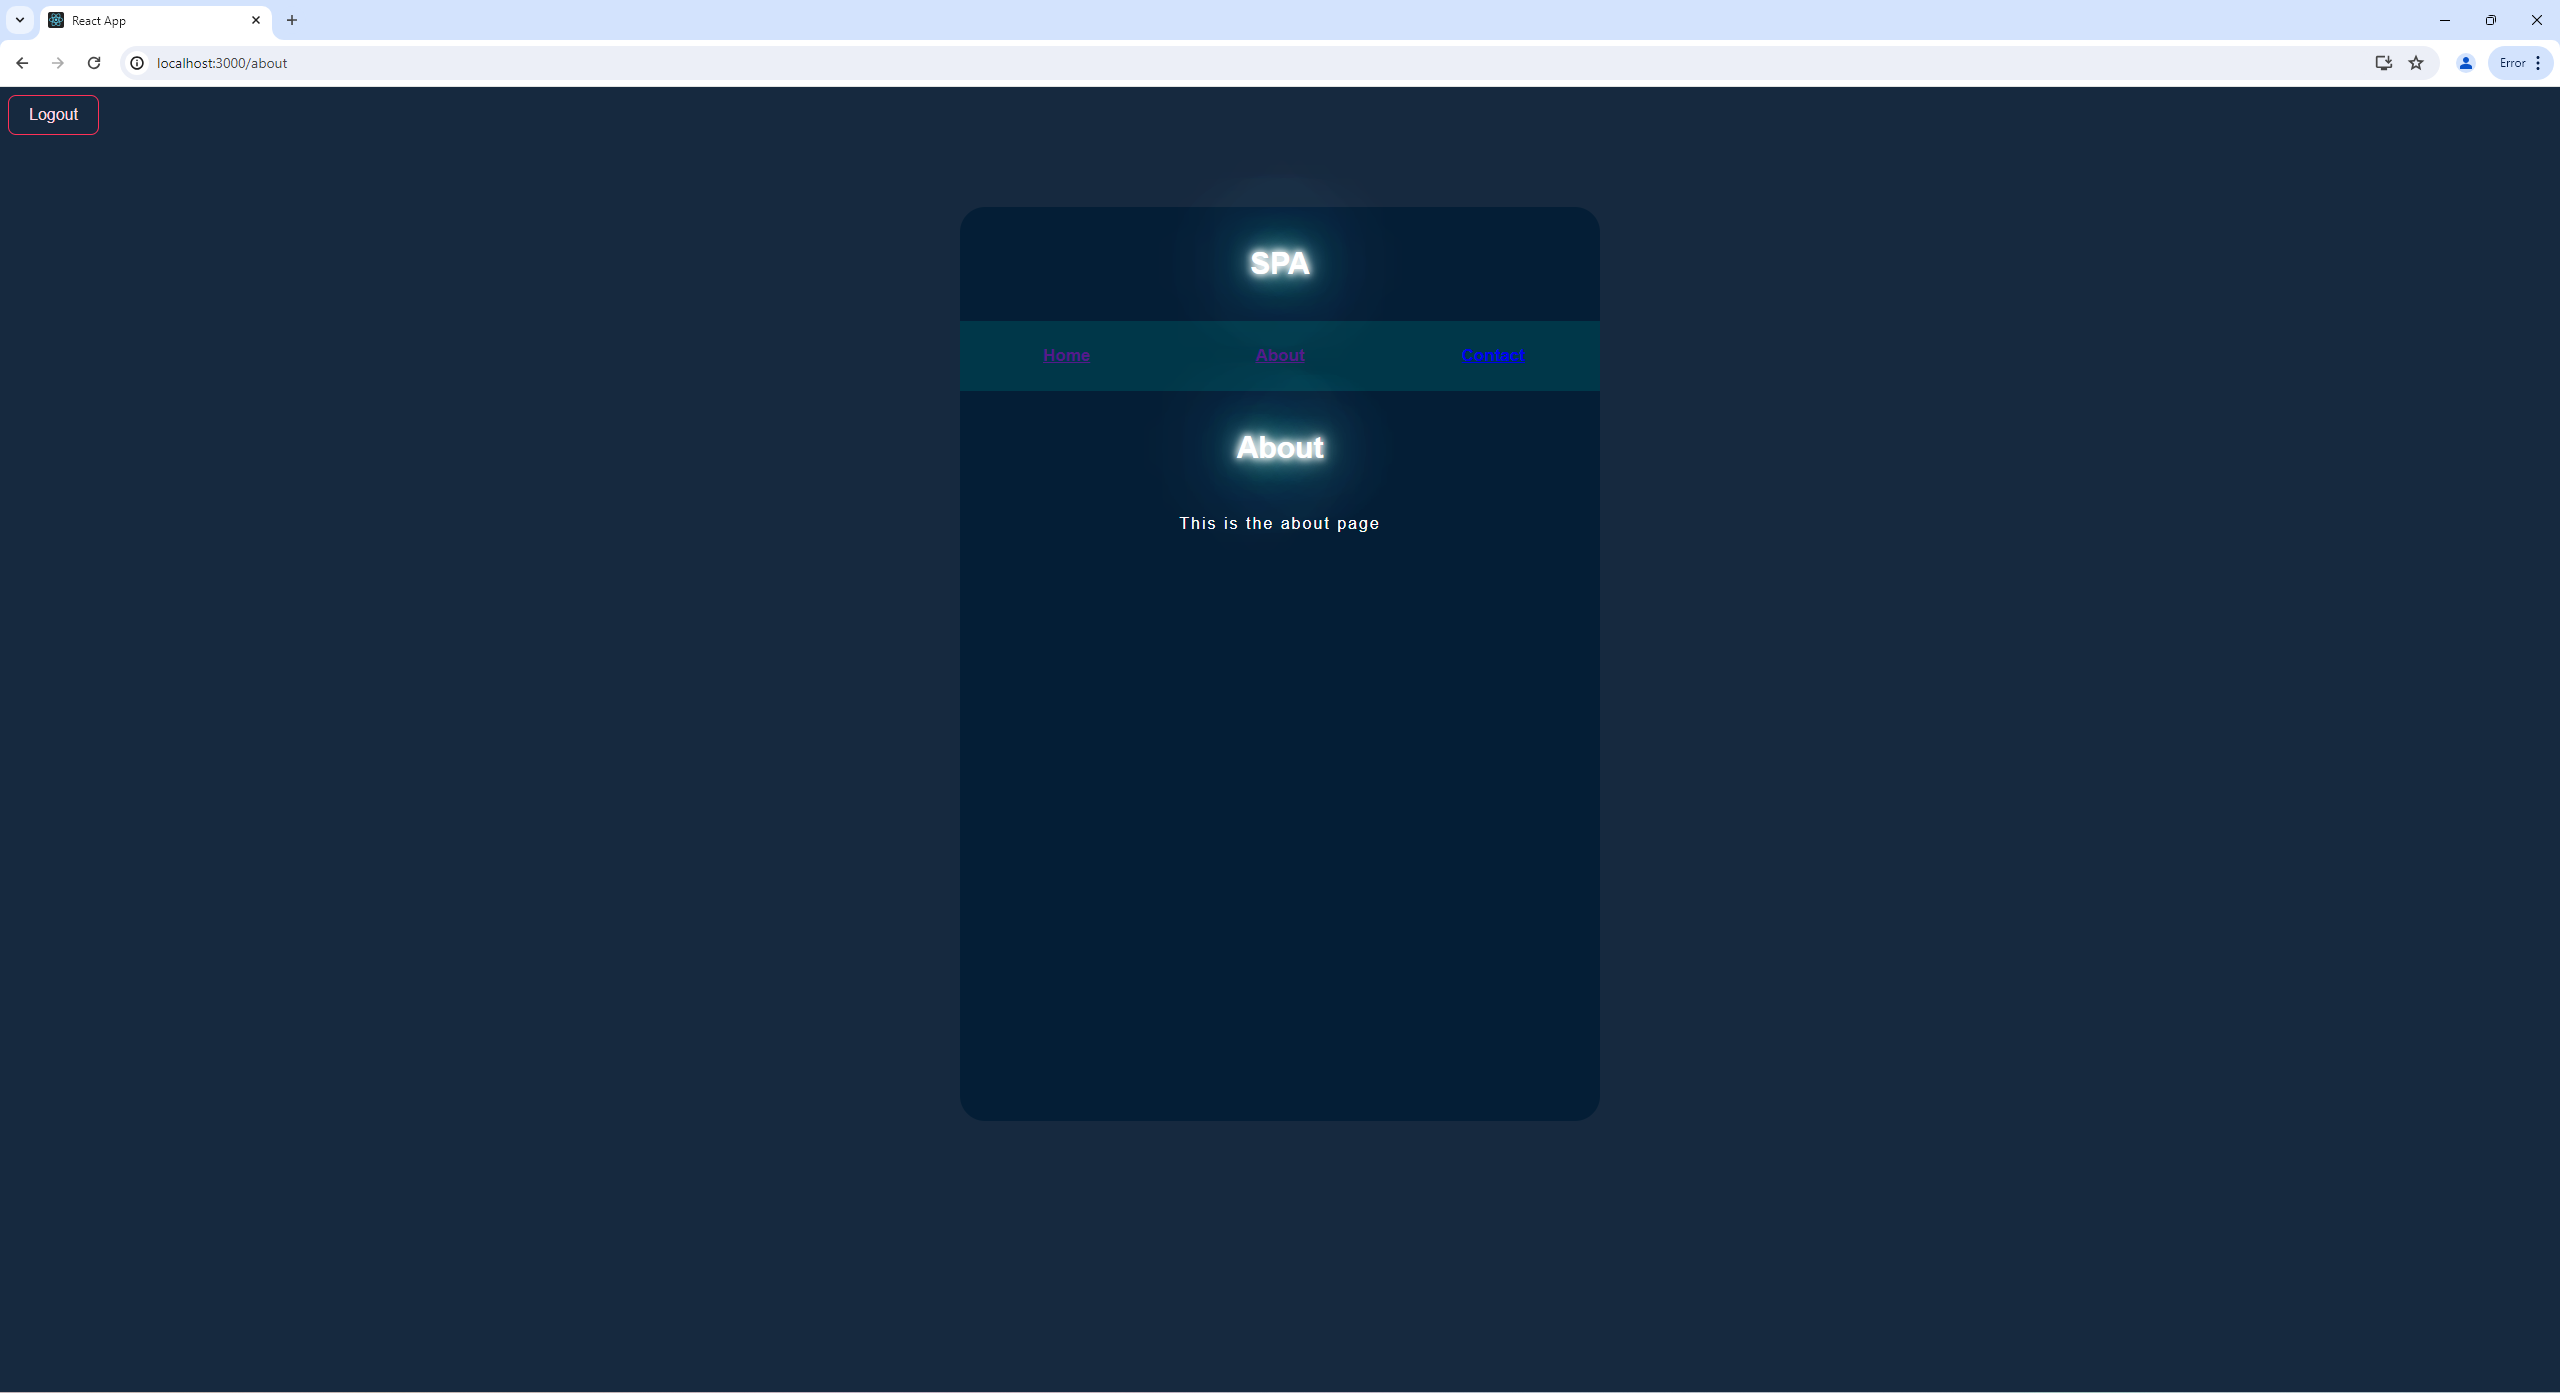 React App
localhost:3000/about
Error
Logout
SPA
Home About Contact
About
This is the about page